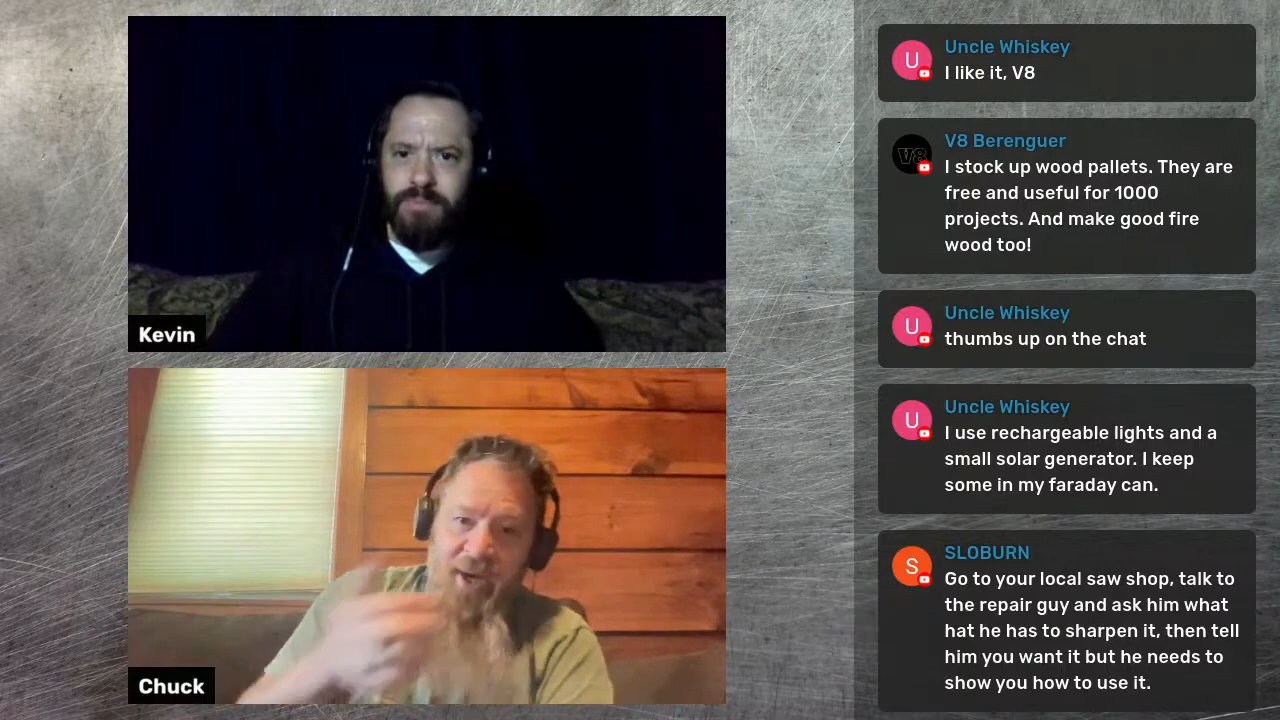 Kevin
Chuck
U
Uncle Whiskey
I like it, V8
V8
V8 Berenguer
I stock up wood pallets. They are
free and useful for 1000
projects. And make good fire
wood too!
U
Uncle Whiskey
thumbs up on the chat
U
Uncle Whiskey
I use rechargeable lights and a
small solar generator. I keep
some in my faraday can.
S
SLOBURN
Go to your local saw shop, talk to
the repair guy and ask him what
hat he has to sharpen it, then tell
him you want it but he needs to
show you how to use it.